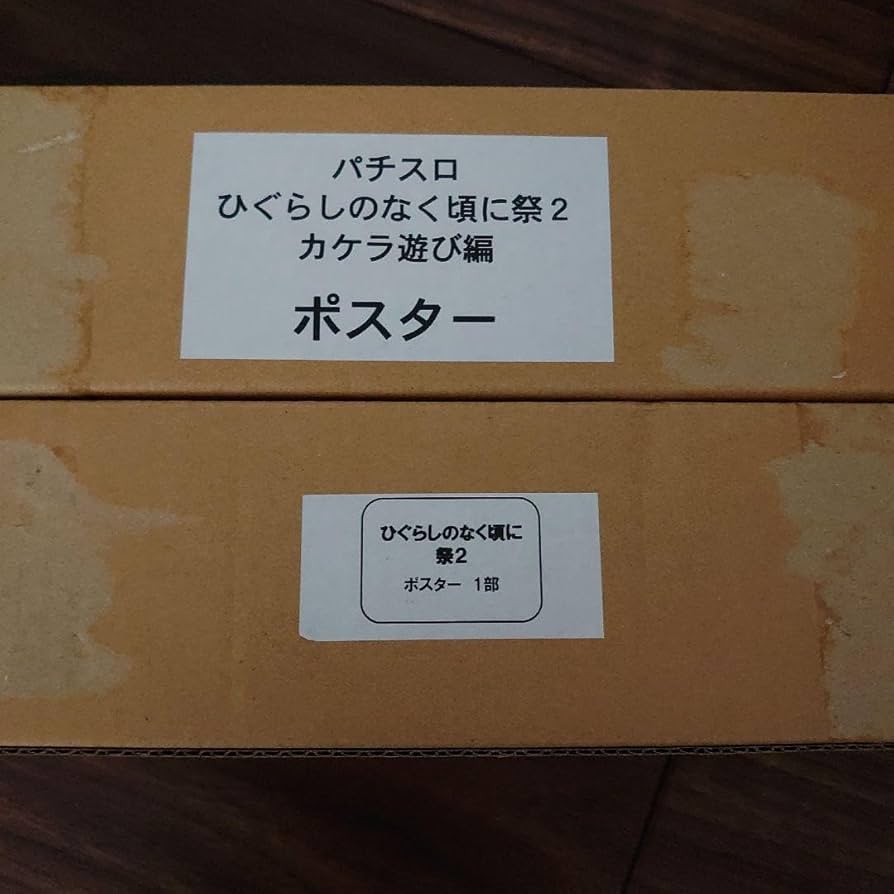 パチスロ
ひぐらしのなく頃に祭２
カケラ遊び編
ポスター
ひぐらしのなく頃に
祭２
ポスター　１部